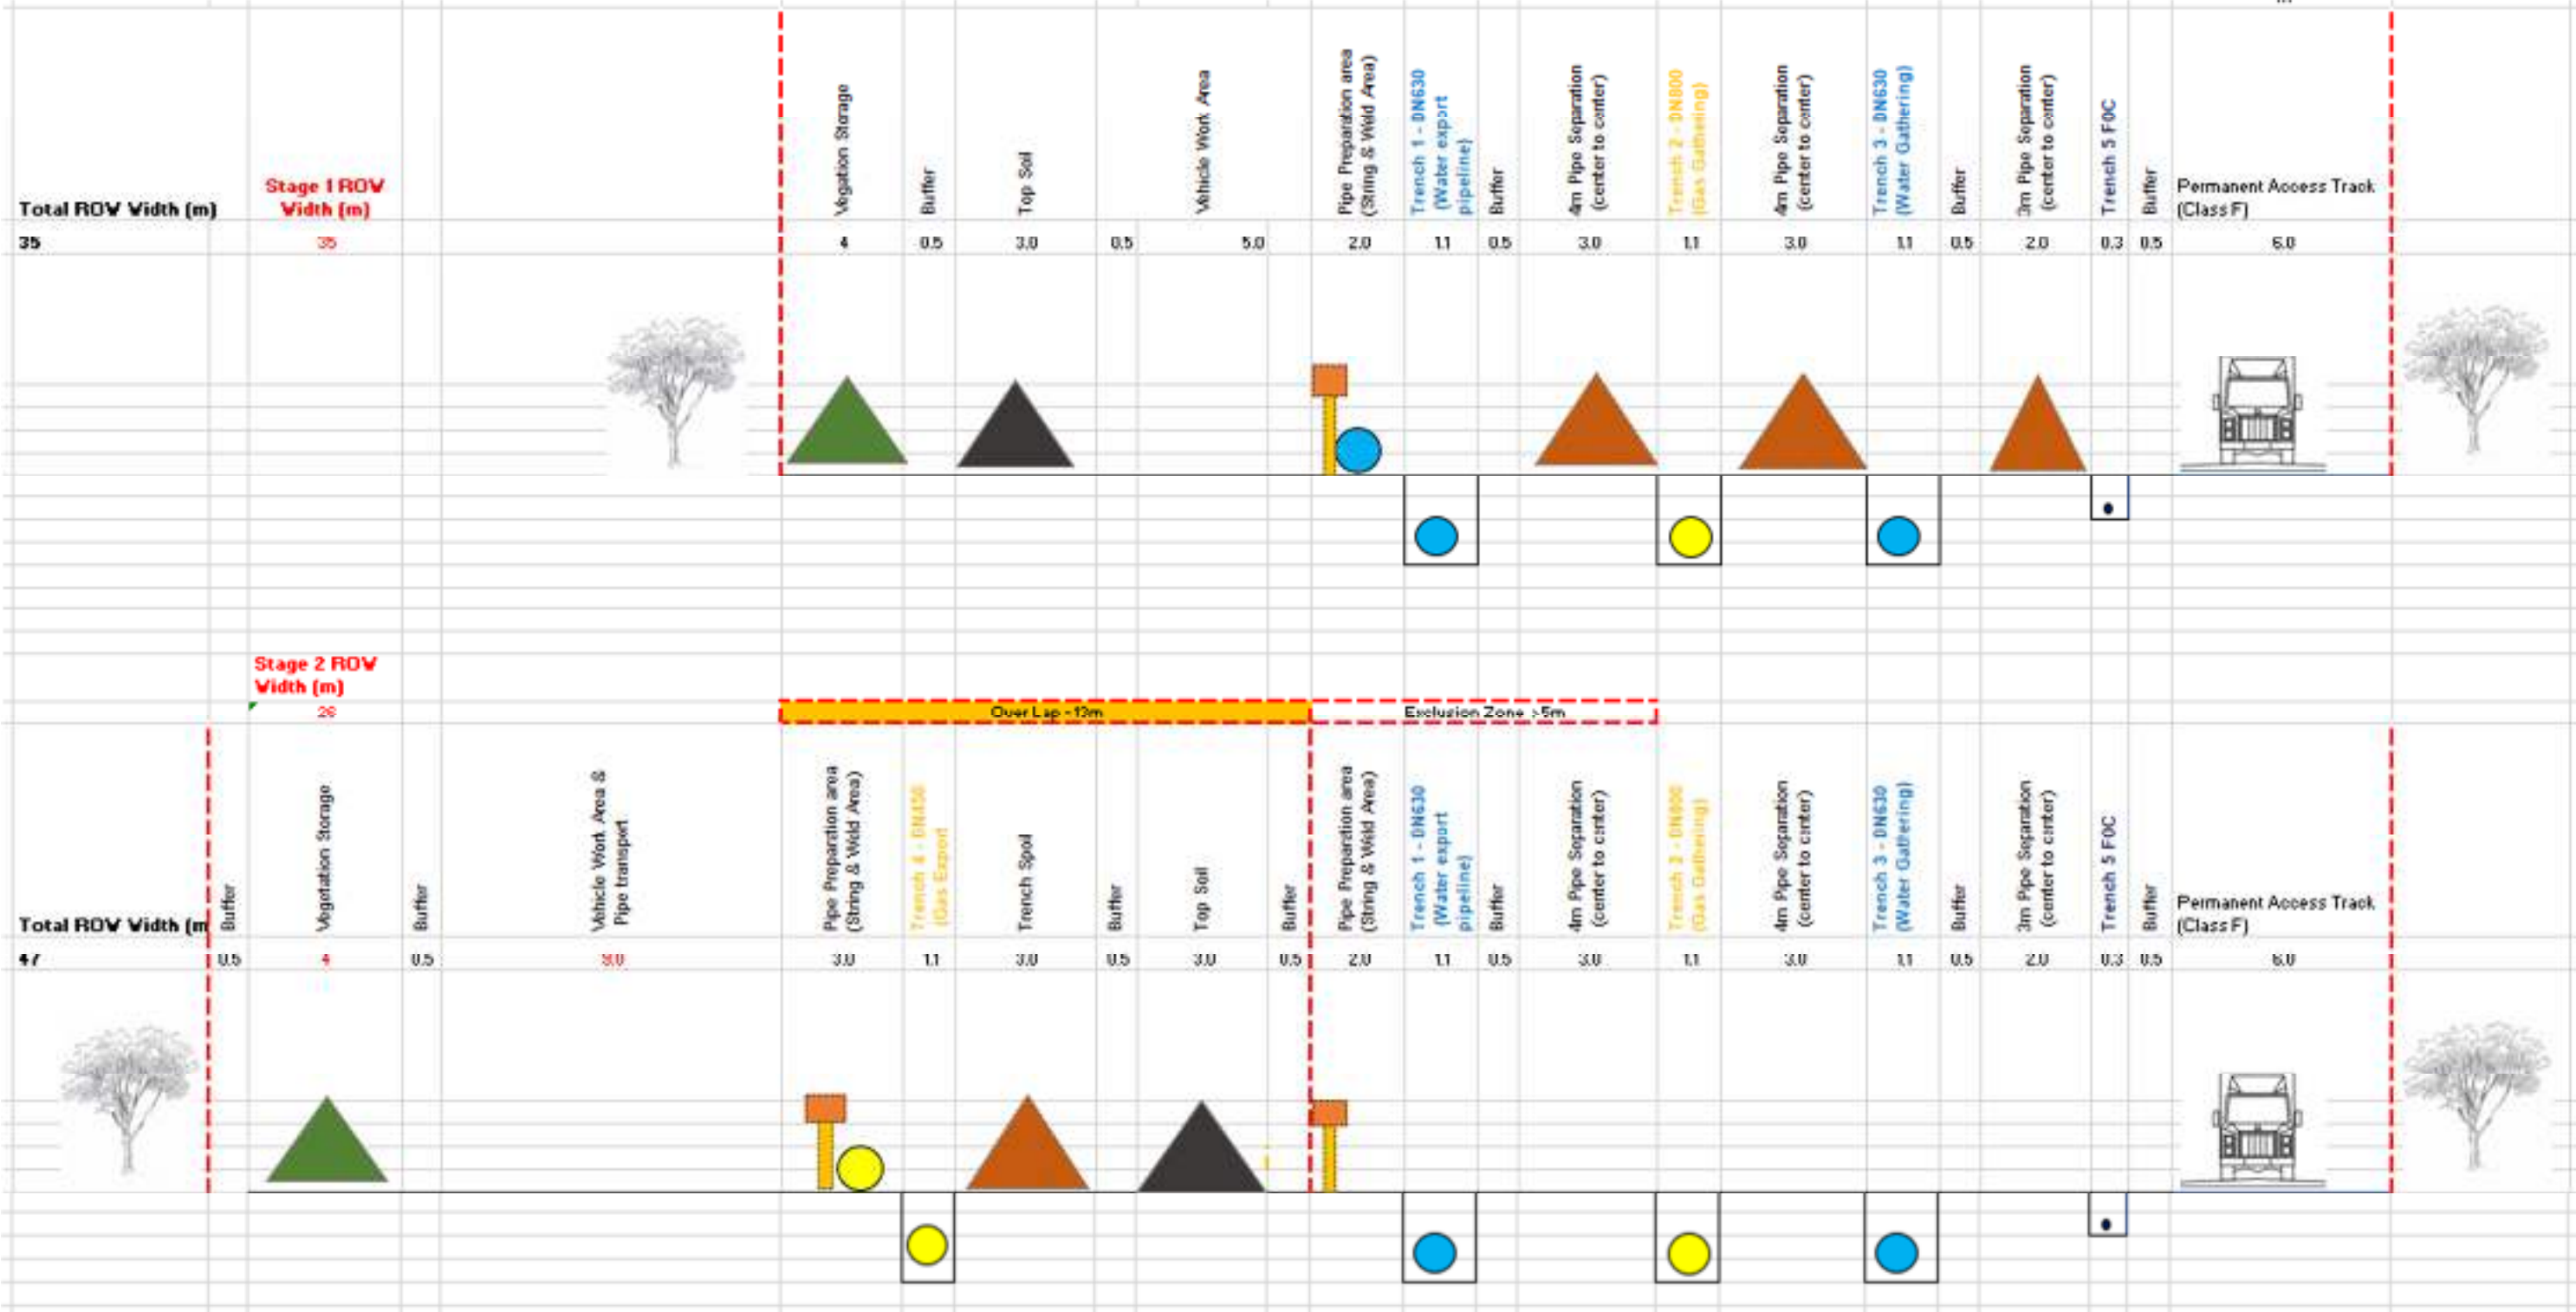 Vegation Storage
Buffer
Top Soil
Vehicle Work Area
Pipe Preparation area
(String & Weld Area)
Trench 1 - DN630
(Water export
pipeline)
Buffer
4m Pipe Separation
(center to center)
Trench 2 - DN800
(Gas Gathering)
4m Pipe Separation
(center to center)
Trench 3 - DN630
(Water Gathering)
Buffer
3m Pipe Separation
(center to center)
Trench 5 FOC
Buffer
Permanent Access Track
(Class F)
Total ROW Width (m)
Stage 1 ROW
Width (m)
35 35 4 0.5 3.0 0.5 5.0 2.0 1.1 0.5 3.0 1.1 3.0 1.1 0.5 2.0 0.3 0.5 6.0
Stage 2 ROW
Width (m)
26
Over Lap ~13m
Exclusion Zone >5m
Total ROW Width (m
Buffer
Vegetation Storage
Buffer
Vehicle Work Area &
Pipe transport
Pipe Preparation area
(String & Weld Area)
Trench 4 - DN450
(Gas Export
Trench Spoil
Buffer
Top Soil
Buffer
Pipe Preparation area
(String & Weld Area)
Trench 1 - DN630
(Water export
pipeline)
Buffer
4m Pipe Separation
(center to center)
Trench 2 - DN800
(Gas Gathering)
4m Pipe Separation
(center to center)
Trench 3 - DN630
(Water Gathering)
Buffer
3m Pipe Separation
(center to center)
Trench 5 FOC
Buffer
Permanent Access Track
(Class F)
47 0.5 4 0.5 3.0 1.1 3.0 0.5 3.0 0.5 2.0 1.1 0.5 3.0 1.1 3.0 1.1 0.5 2.0 0.3 0.5 6.0